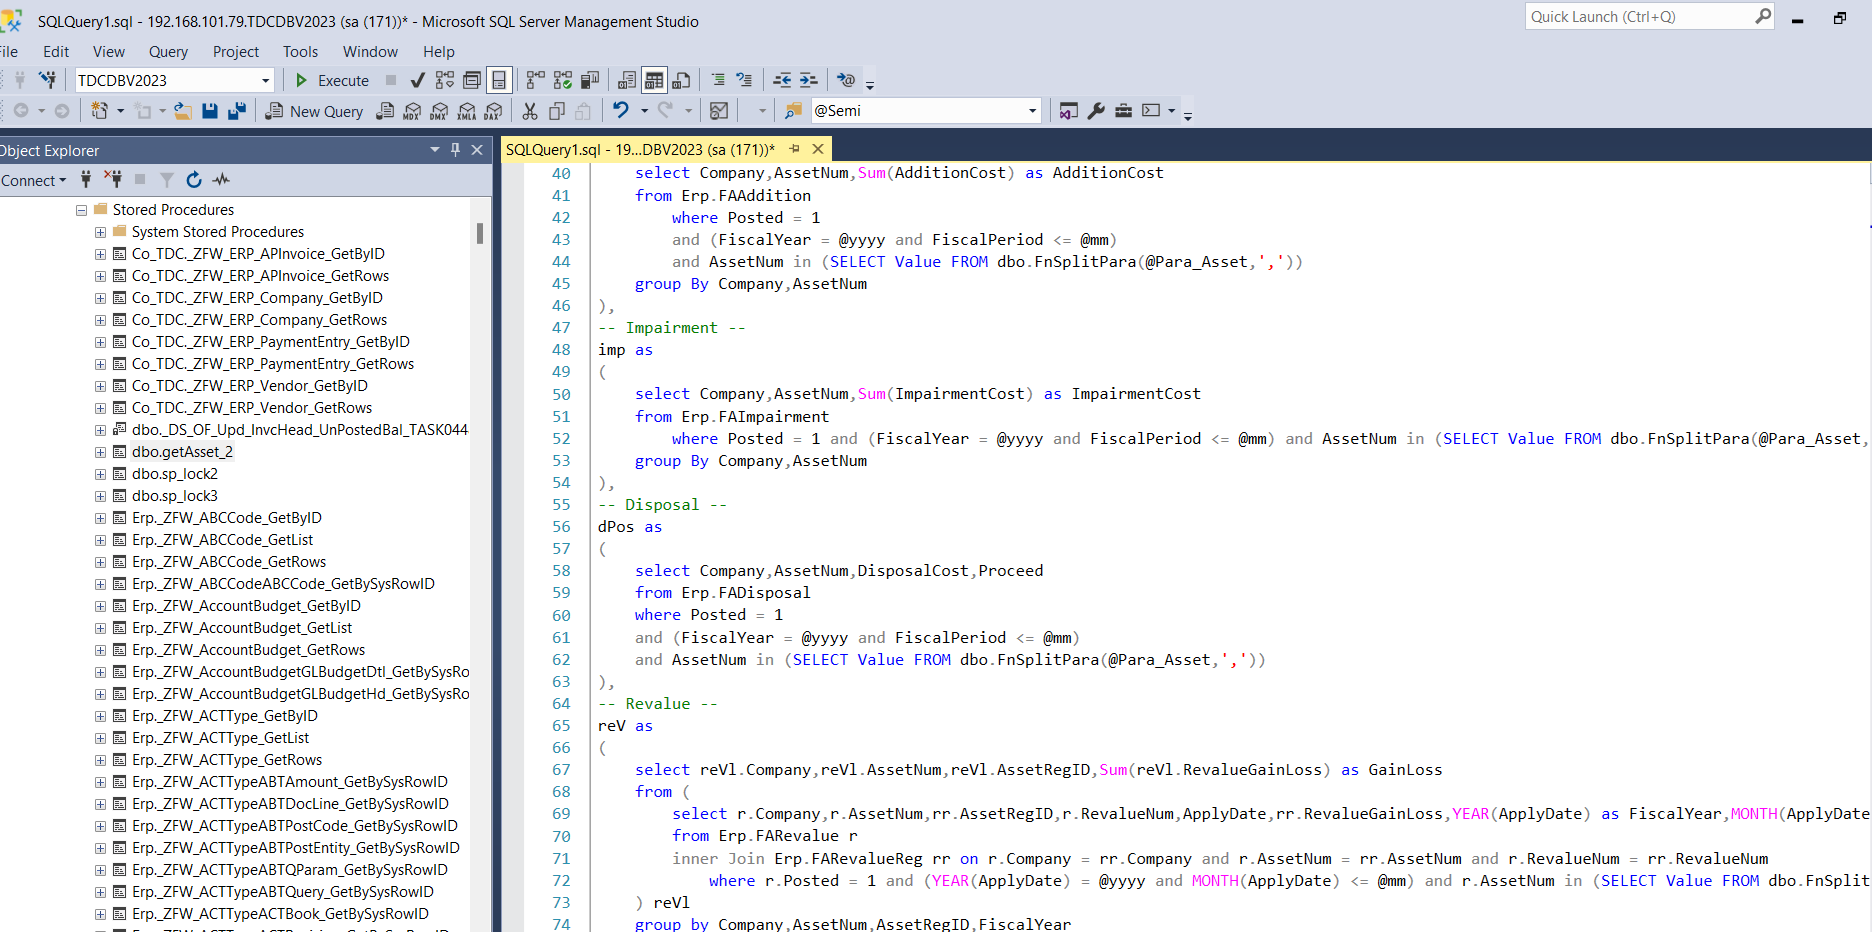 SQLQuery1.sql - 192.168.101.79.TDCDBV2023 (sa (171))* - Microsoft SQL Server Management Studio
Quick Launch (Ctrl+Q)
File Edit View Query Project Tools Window Help
TDCDBV2023 Execute
New Query MDX DMX XMLA DAX @Semi
Object Explorer
Connect
Stored Procedures
System Stored Procedures
Co_TDC._ZFW_ERP_APInvoice_GetByID
Co_TDC._ZFW_ERP_APInvoice_GetRows
Co_TDC._ZFW_ERP_Company_GetByID
Co_TDC._ZFW_ERP_Company_GetRows
Co_TDC._ZFW_ERP_PaymentEntry_GetByID
Co_TDC._ZFW_ERP_PaymentEntry_GetRows
Co_TDC._ZFW_ERP_Vendor_GetByID
Co_TDC._ZFW_ERP_Vendor_GetRows
dbo._DS_OF_Upd_InvcHead_UnPostedBal_TASK044
dbo.getAsset_2
dbo.sp_lock2
dbo.sp_lock3
Erp._ZFW_ABCCode_GetByID
Erp._ZFW_ABCCode_GetList
Erp._ZFW_ABCCode_GetRows
Erp._ZFW_ABCCodeABCCode_GetBySysRowID
Erp._ZFW_AccountBudget_GetByID
Erp._ZFW_AccountBudget_GetList
Erp._ZFW_AccountBudget_GetRows
Erp._ZFW_AccountBudgetGLBudgetDtl_GetBySysRo
Erp._ZFW_AccountBudgetGLBudgetHd_GetBySysRo
Erp._ZFW_ACTType_GetByID
Erp._ZFW_ACTType_GetList
Erp._ZFW_ACTType_GetRows
Erp._ZFW_ACTTypeABTAmount_GetBySysRowID
Erp._ZFW_ACTTypeABTDocLine_GetBySysRowID
Erp._ZFW_ACTTypeABTPostCode_GetBySysRowID
Erp._ZFW_ACTTypeABTPostEntity_GetBySysRowID
Erp._ZFW_ACTTypeABTQParam_GetBySysRowID
Erp._ZFW_ACTTypeABTQuery_GetBySysRowID
Erp._ZFW_ACTTypeACTBook_GetBySysRowID
SQLQuery1.sql - 19...DBV2023 (sa (171))*
40 select Company,AssetNum,Sum(AdditionCost) as AdditionCost
41 from Erp.FAAddition
42 where Posted = 1
43 and (FiscalYear = @yyyy and FiscalPeriod <= @mm)
44 and AssetNum in (SELECT Value FROM dbo.FnSplitPara(@Para_Asset,','))
45 group By Company,AssetNum
46 ),
47 -- Impairment --
48 imp as
49 (
50 select Company,AssetNum,Sum(ImpairmentCost) as ImpairmentCost
51 from Erp.FAImpairment
52 where Posted = 1 and (FiscalYear = @yyyy and FiscalPeriod <= @mm) and AssetNum in (SELECT Value FROM dbo.FnSplitPara(@Para_Asset,
53 group By Company,AssetNum
54 ),
55 -- Disposal --
56 dPos as
57 (
58 select Company,AssetNum,DisposalCost,Proceed
59 from Erp.FADisposal
60 where Posted = 1
61 and (FiscalYear = @yyyy and FiscalPeriod <= @mm)
62 and AssetNum in (SELECT Value FROM dbo.FnSplitPara(@Para_Asset,','))
63 ),
64 -- Revalue --
65 reV as
66 (
67 select reVl.Company,reVl.AssetNum,reVl.AssetRegID,Sum(reVl.RevalueGainLoss) as GainLoss
68 from (
69 select r.Company,r.AssetNum,rr.AssetRegID,r.RevalueNum,ApplyDate,rr.RevalueGainLoss,YEAR(ApplyDate) as FiscalYear,MONTH(ApplyDate
70 from Erp.FARevalue r
71 inner Join Erp.FARevalueReg rr on r.Company = rr.Company and r.AssetNum = rr.AssetNum and r.RevalueNum = rr.RevalueNum
72 where r.Posted = 1 and (YEAR(ApplyDate) = @yyyy and MONTH(ApplyDate) <= @mm) and r.AssetNum in (SELECT Value FROM dbo.FnSplit
73 ) reVl
74 group by Company,AssetNum,AssetRegID,FiscalYear